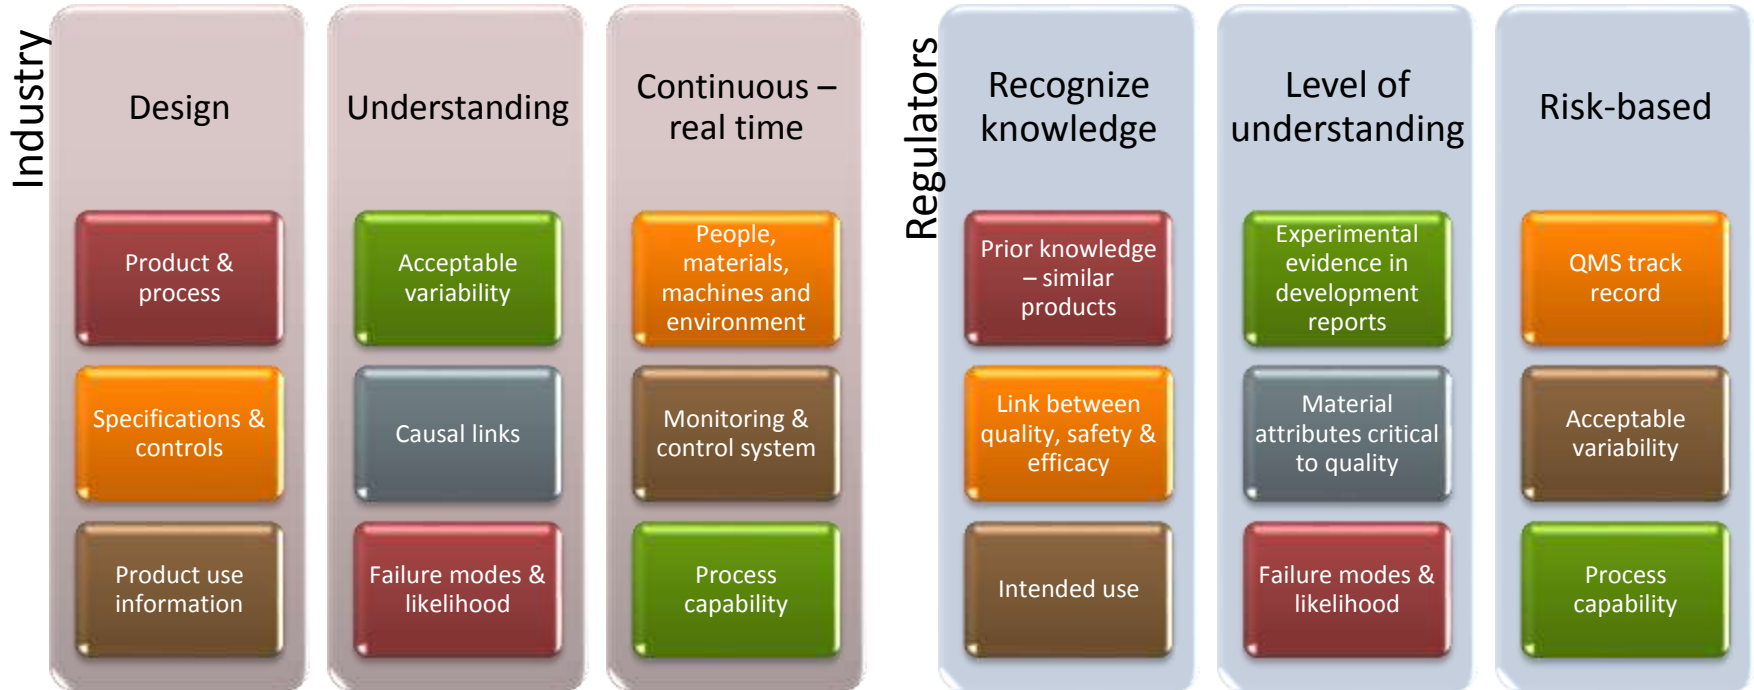 Industry
Design
Product &
process
Specifications &
controls
Product use
information
Understanding
Acceptable
variability
Causal links
Failure modes &
likelihood
Continuous –
real time
People,
materials,
machines and
environment
Monitoring &
control system
Process
capability
Regulators
Recognize
knowledge
Prior knowledge
– similar
products
Link between
quality, safety &
efficacy
Intended use
Level of
understanding
Experimental
evidence in
development
reports
Material
attributes critical
to quality
Failure modes &
likelihood
Risk-based
QMS track
record
Acceptable
variability
Process
capability